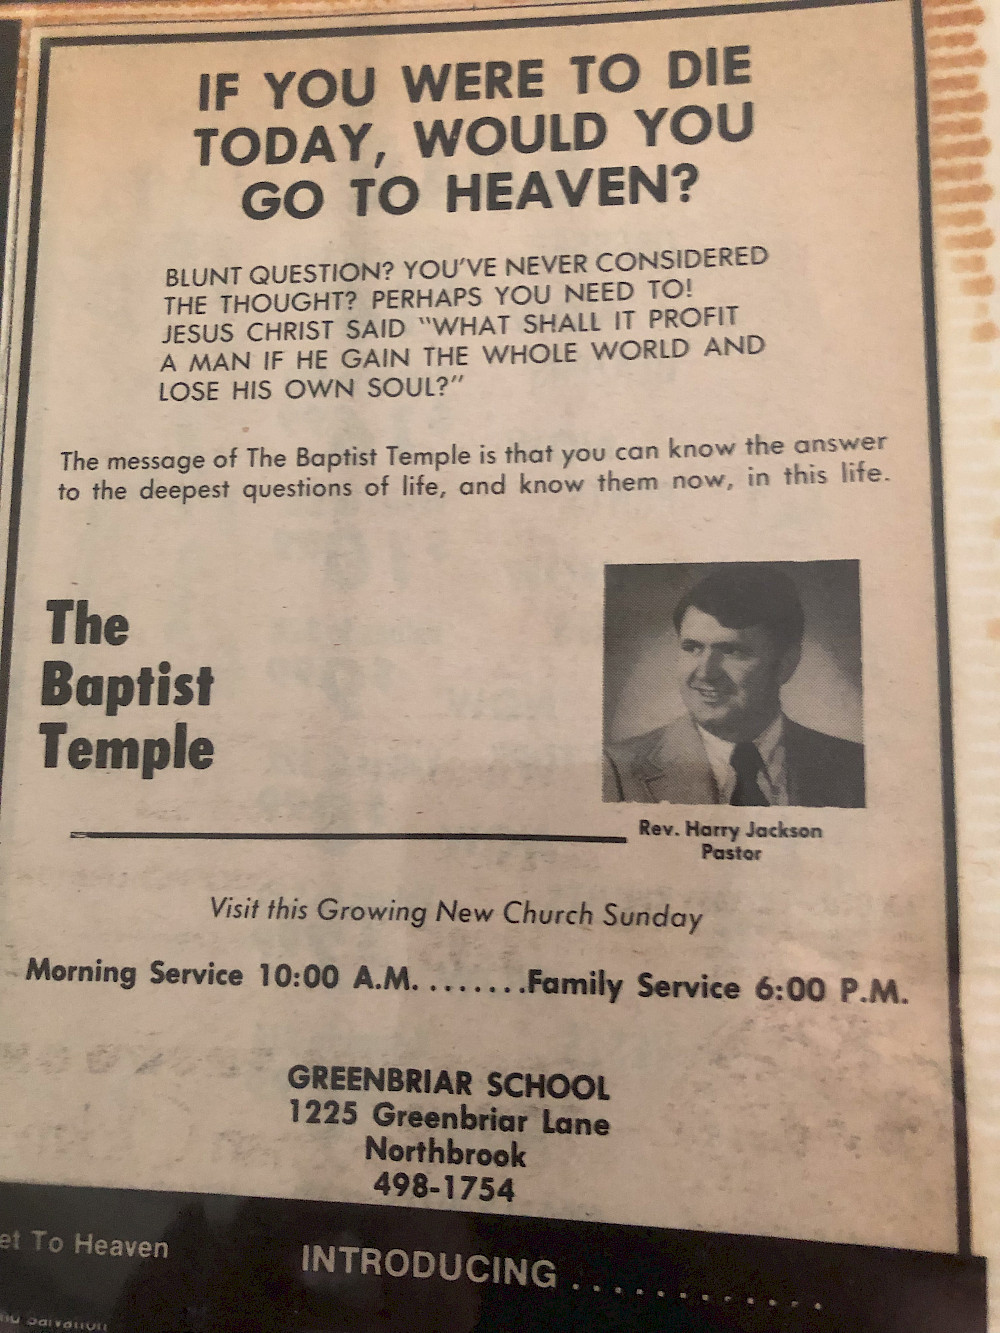 IF YOU WERE TO DIE
TODAY, WOULD YOU
GO TO HEAVEN?
BLUNT QUESTION? YOU'VE NEVER CONSIDERED
THE THOUGHT? PERHAPS YOU NEED TO!
JESUS CHRIST SAID "WHAT SHALL IT PROFIT
A MAN IF HE GAIN THE WHOLE WORLD AND
LOSE HIS OWN SOUL?"
The message of The Baptist Temple is that you can know the answer
to the deepest questions of life, and know them now, in this life.
The
Baptist
Temple
Rev. Harry Jackson
Pastor
Visit this Growing New Church Sunday
Morning Service 10:00 A.M. .......Family Service 6:00 P.M.
GREENBRIAR SCHOOL
1225 Greenbriar Lane
Northbrook
498-1754
et To Heaven
INTRODUCING ............
Salvation